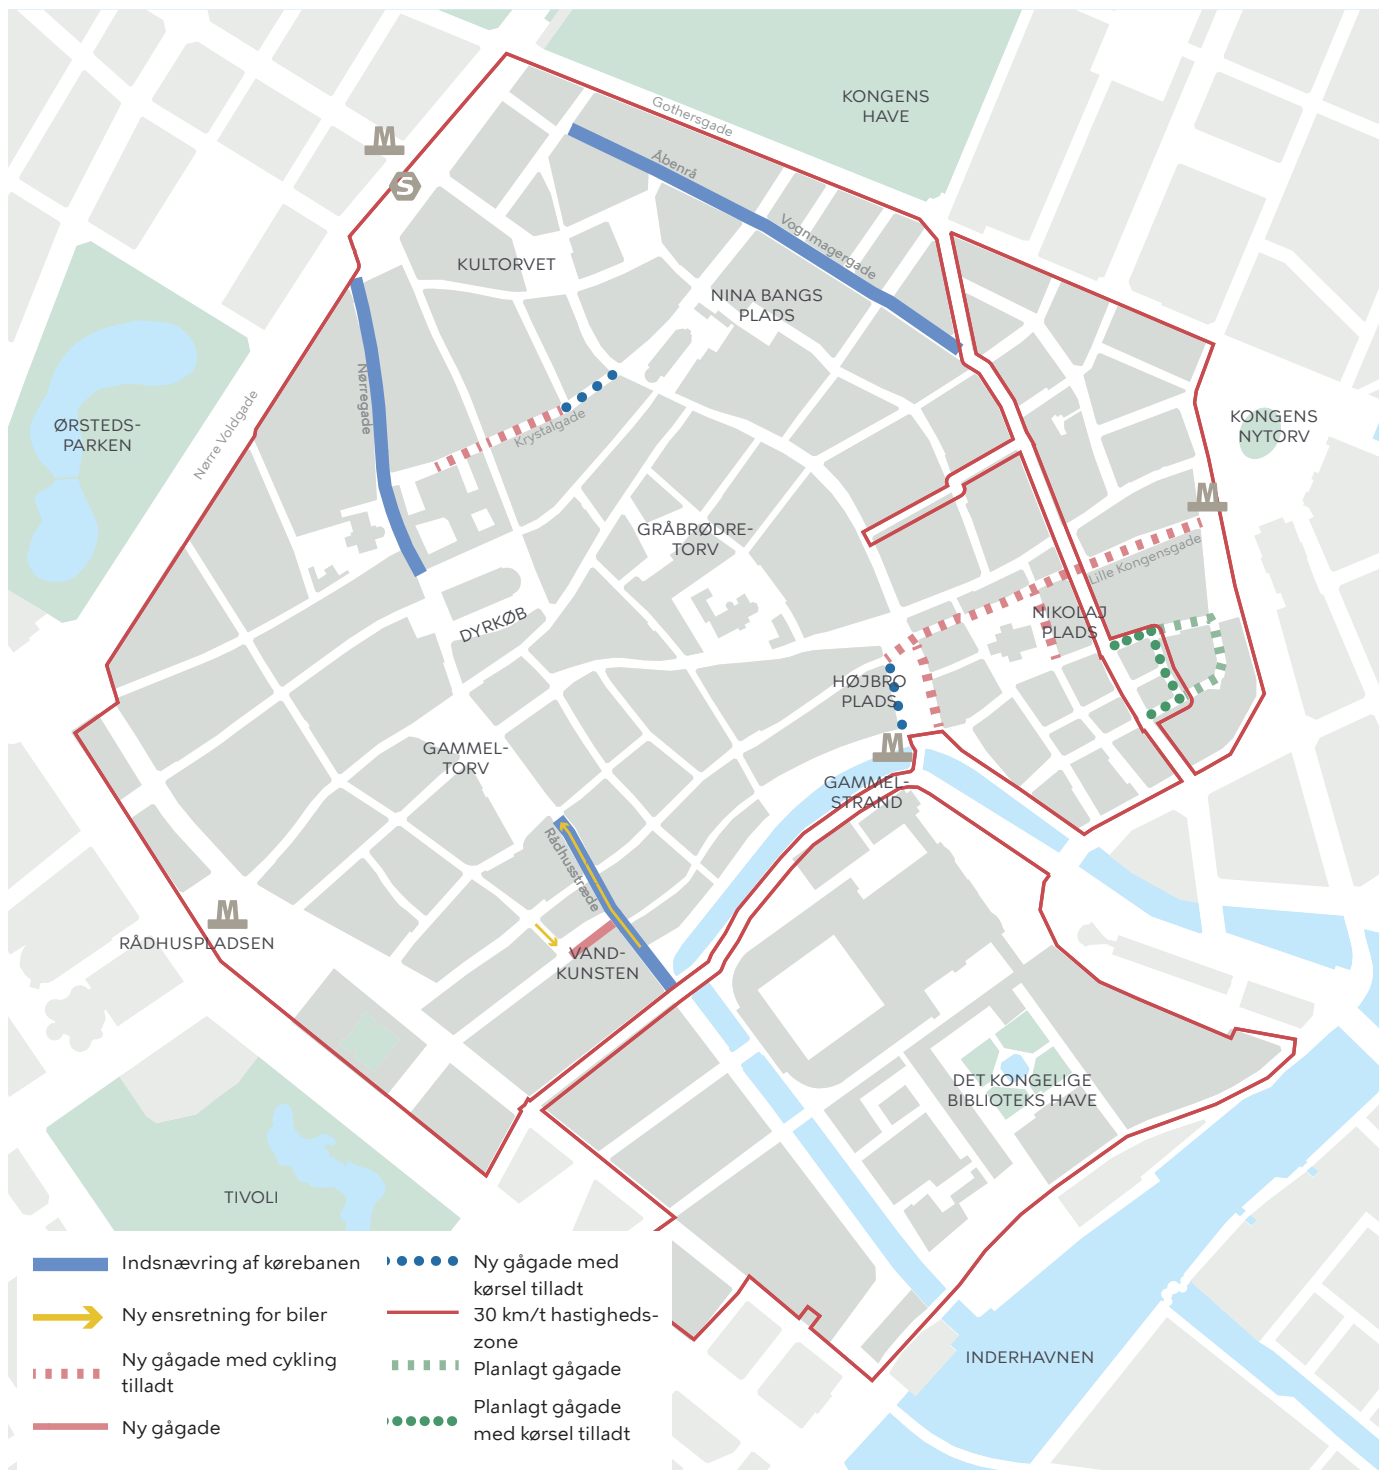 KONGENS
HAVE
Gothersgade
M
S
Åbenrå
Vognmagergade
KULTORVET
NINA BANGS
PLADS
ØRSTEDS-
PARKEN
Nørre Voldgade
Nørregade
Krystalgade
KONGENS
NYTORV
M
GRÅBRØDRE-
TORV
Lille Kongensgade
DYRKØB
NIKOLAJ
PLADS
HØJBRO
PLADS
GAMMEL-
TORV
M
GAMMEL-
STRAND
Rådhusstræde
M
RÅDHUSPLADSEN
VAND-
KUNSTEN
DET KONGELIGE
BIBLIOTEKS HAVE
TIVOLI
INDERHAVNEN
Indsnævring af kørebanen
Ny ensretning for biler
Ny gågade med cykling
tilladt
Ny gågade
Ny gågade med
kørsel tilladt
30 km/t hastigheds-
zone
Planlagt gågade
Planlagt gågade
med kørsel tilladt